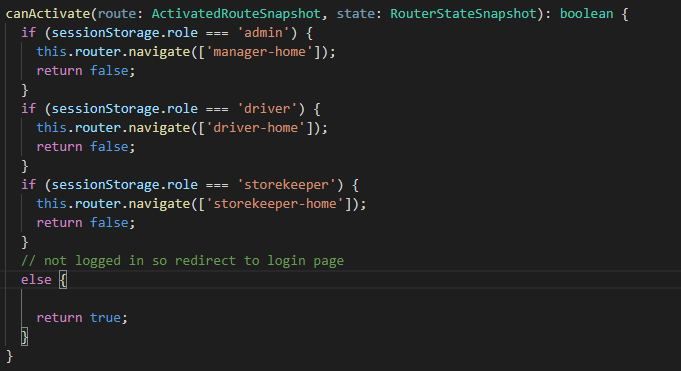 canActivate(route: ActivatedRouteSnapshot, state: RouterStateSnapshot): boolean {
if (sessionStorage.role === 'admin') {
this.router.navigate(['manager-home']);
return false;
}
if (sessionStorage.role === 'driver') {
this.router.navigate(['driver-home']);
return false;
}
if (sessionStorage.role === 'storekeeper') {
this.router.navigate(['storekeeper-home']);
return false;
}
// not logged in so redirect to login page
else {
return true;
}
}